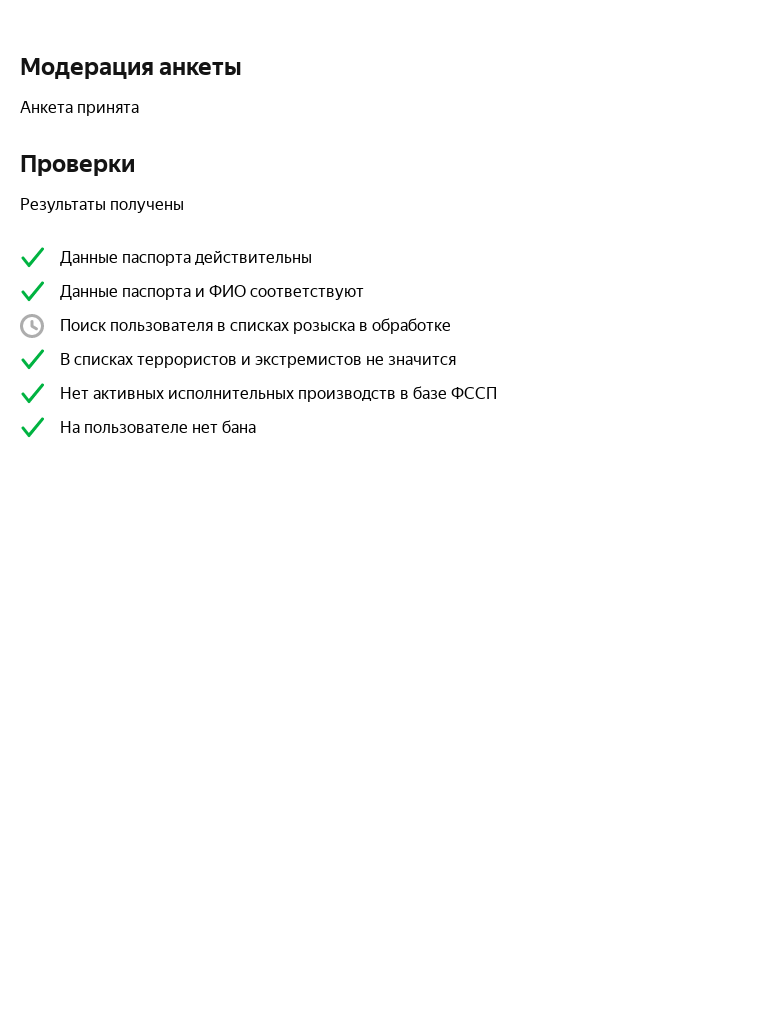 Модерация анкеты
Анкета принята
Проверки
Результаты получены
Данные паспорта действительны
Данные паспорта и ФИО соответствуют
Поиск пользователя в списках розыска в обработке
В списках террористов и экстремистов не значится
Нет активных исполнительных производств в базе ФССП
На пользователе нет бана